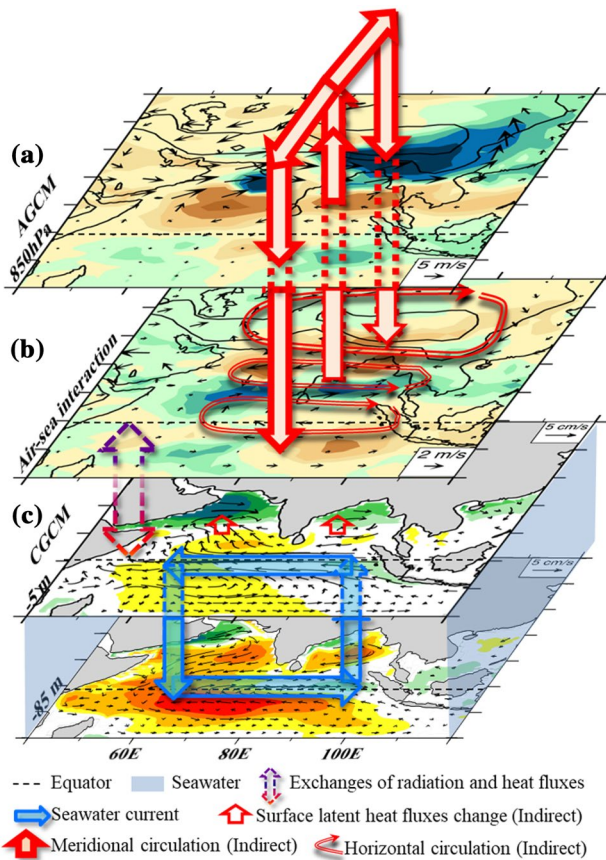 (a)
AGCM
850hPa
5 m/s
(b)
Air-sea interaction
5 cm/s
2 m/s
(c)
CGCM
5 m
5 cm/s
-85 m
60E 80E 100E
Equator Seawater Exchanges of radiation and heat fluxes
Seawater current Surface latent heat fluxes change (Indirect)
Meridional circulation (Indirect) Horizontal circulation (Indirect)